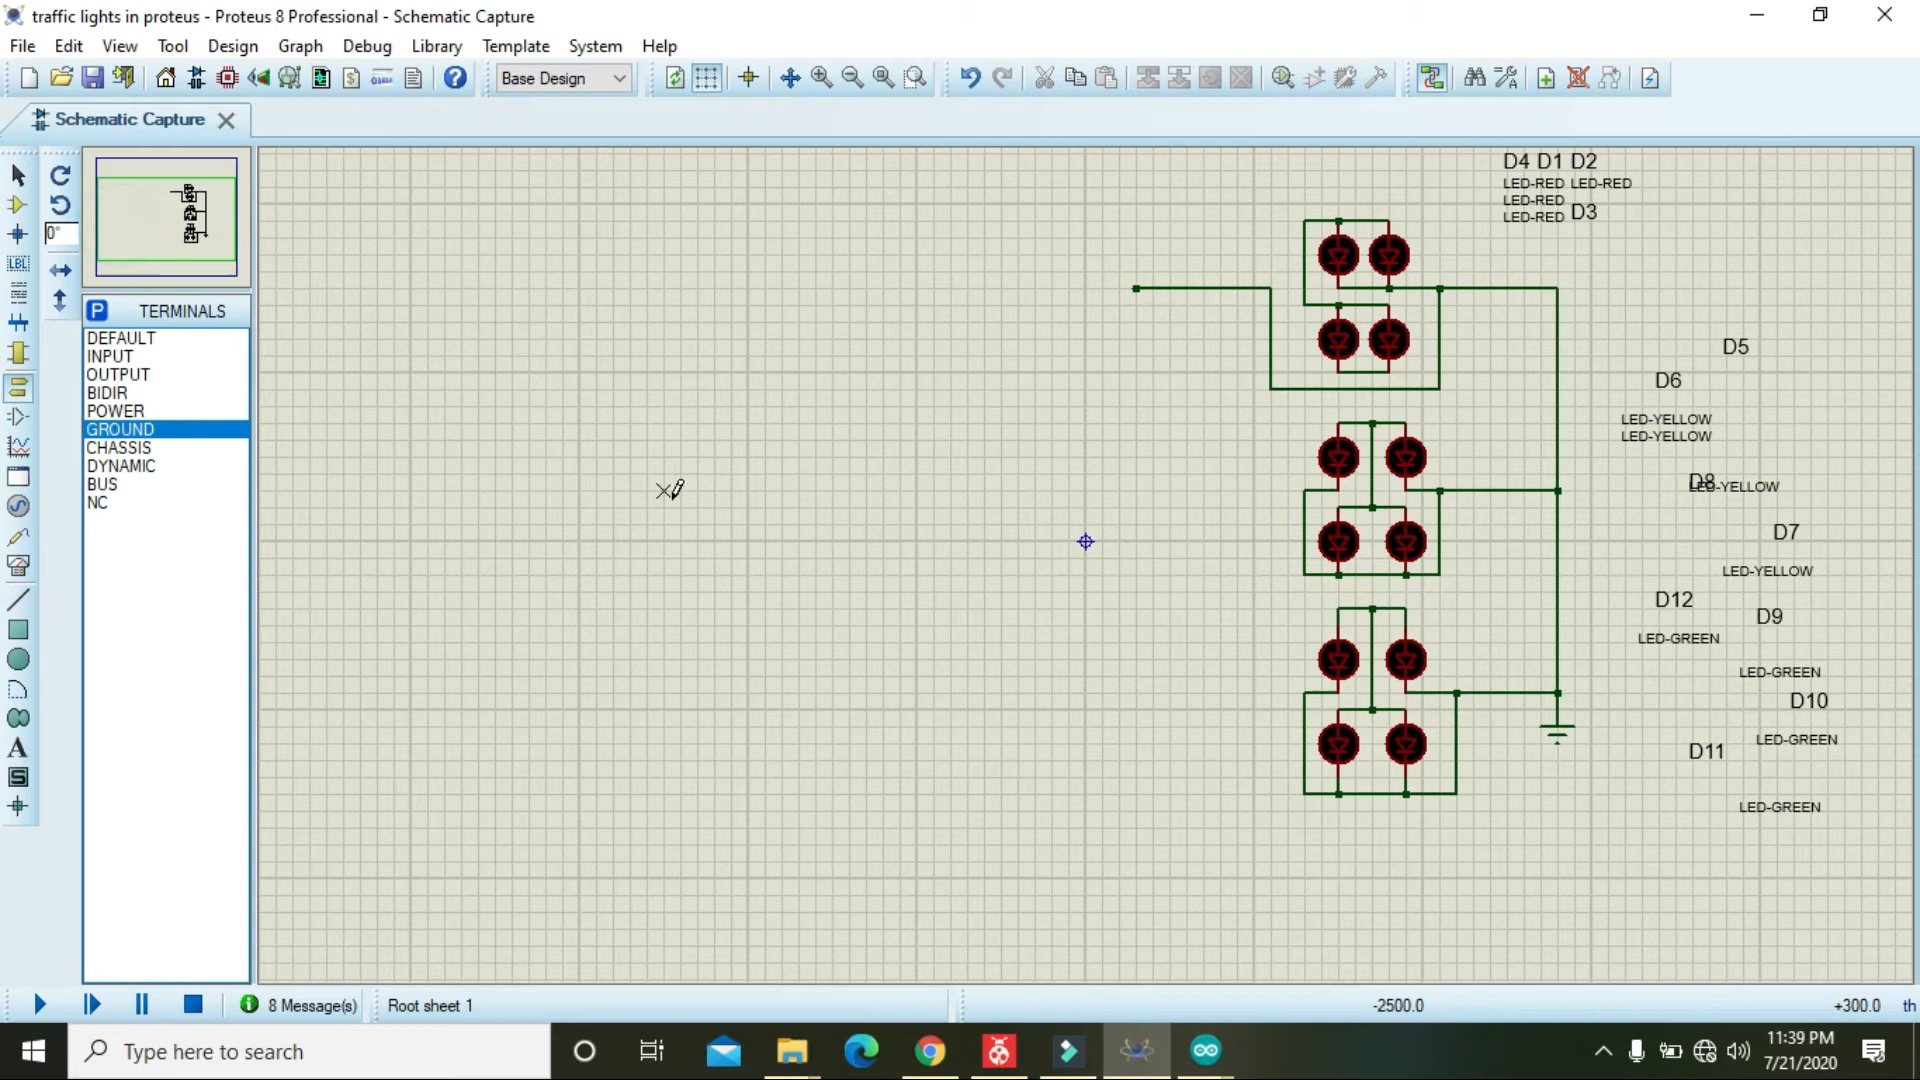 traffic lights in proteus - Proteus 8 Professional - Schematic Capture
File Edit View Tool Design Graph Debug Library Template System Help
Base Design
Schematic Capture
0°
LBL
P TERMINALS
DEFAULT
INPUT
OUTPUT
BIDIR
POWER
GROUND
CHASSIS
DYNAMIC
BUS
NC
A
S
D4 D1 D2
LED-RED LED-RED
LED-RED
LED-RED D3
D5
D6
LED-YELLOW
LED-YELLOW
D8
LED-YELLOW
D7
LED-YELLOW
D12
D9
LED-GREEN
LED-GREEN
D10
LED-GREEN
D11
LED-GREEN
8 Message(s) Root sheet 1 -2500.0 +300.0 th
Type here to search
11:39 PM
7/21/2020